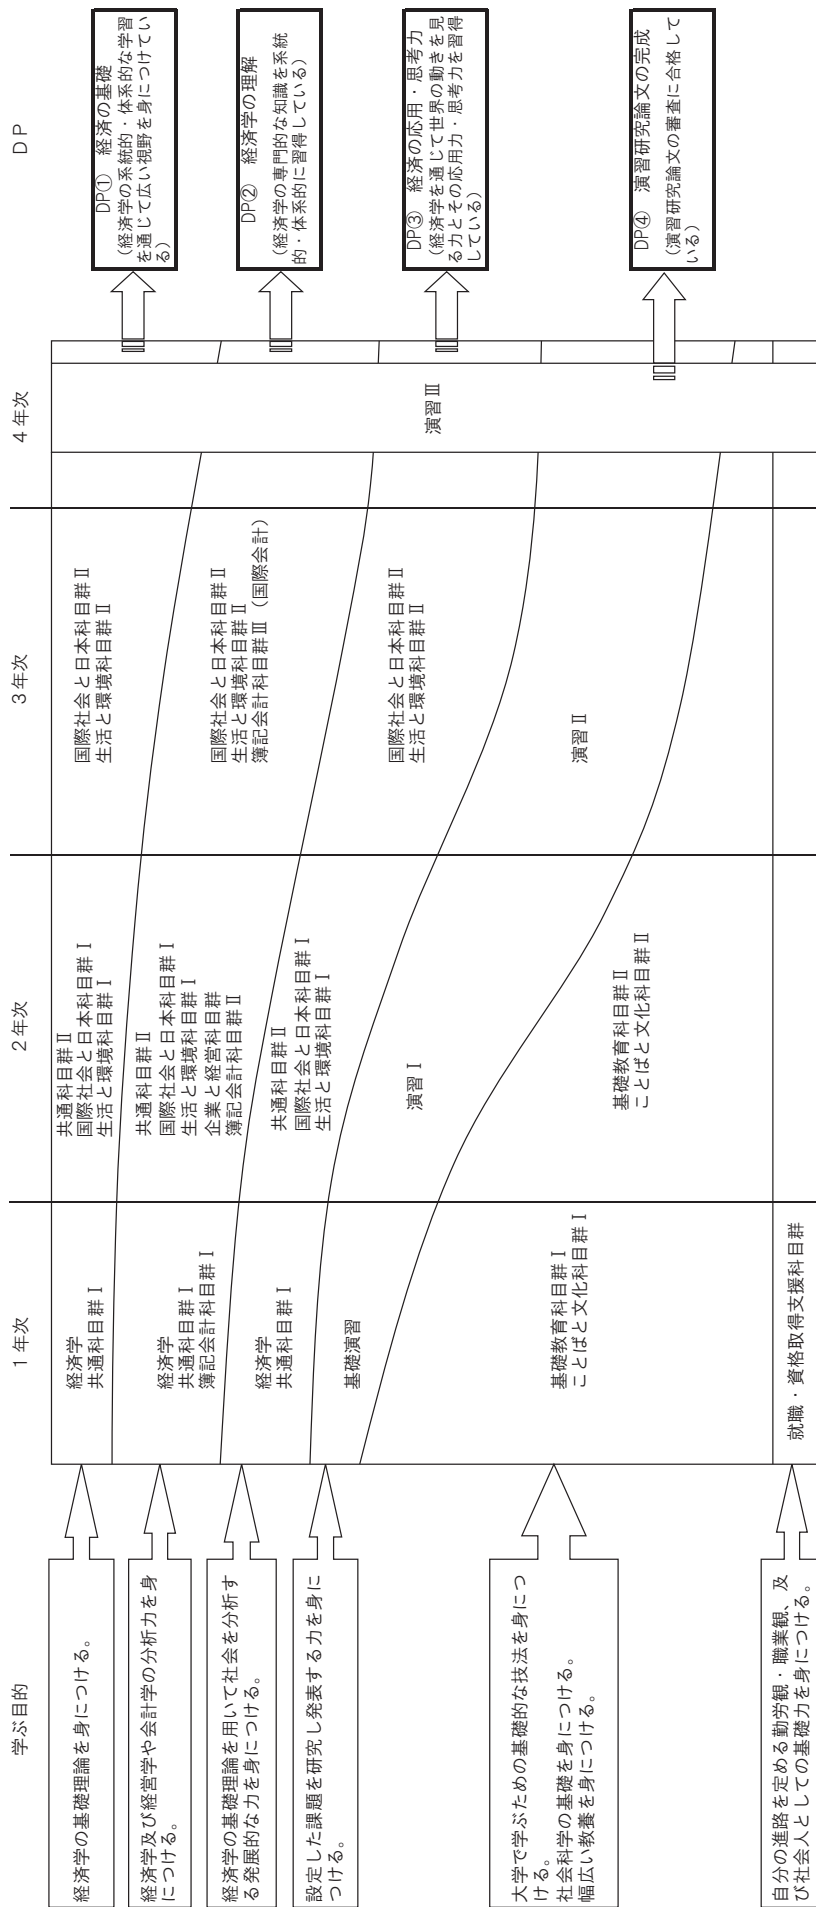 学ぶ目的
1年次
2年次
3年次
4年次
DP
経済学の基礎理論を身につける。
経済学
共通科目群Ⅰ
共通科目群Ⅱ
国際社会と日本科目群Ⅰ
生活と環境科目群Ⅰ
国際社会と日本科目群Ⅱ
生活と環境科目群Ⅱ
DP① 経済の基礎
(経済学の系統的・体系的な学習
を通じて広い視野を身につけてい
る)
経済学及び経営学や会計学の分析力を身
につける。
経済学
共通科目群Ⅰ
簿記会計科目群Ⅰ
共通科目群Ⅱ
国際社会と日本科目群Ⅰ
生活と環境科目群Ⅰ
企業と経営科目群
簿記会計科目群Ⅱ
国際社会と日本科目群Ⅱ
生活と環境科目群Ⅱ
簿記会計科目群Ⅲ(国際会計)
DP② 経済学の理解
(経済学の専門的な知識を系統
的・体系的に習得している)
経済学の基礎理論を用いて社会を分析す
る発展的な力を身につける。
経済学
共通科目群Ⅰ
共通科目群Ⅱ
国際社会と日本科目群Ⅰ
生活と環境科目群Ⅰ
国際社会と日本科目群Ⅱ
生活と環境科目群Ⅱ
DP③ 経済の応用・思考力
(経済学を通じて世界の動きを見
る力とその応用力・思考力を習得
している)
設定した課題を研究し発表する力を身に
つける。
基礎演習
演習Ⅰ
演習Ⅱ
演習Ⅲ
DP④ 演習研究論文の完成
(演習研究論文の審査に合格して
いる)
大学で学ぶための基礎的な技法を身につ
ける。
社会科学の基礎を身につける。
幅広い教養を身につける。
基礎教育科目群Ⅰ
ことばと文化科目群Ⅰ
基礎教育科目群Ⅱ
ことばと文化科目群Ⅱ
自分の進路を定める勤労観・職業観、及
び社会人としての基礎力を身につける。
就職・資格取得支援科目群